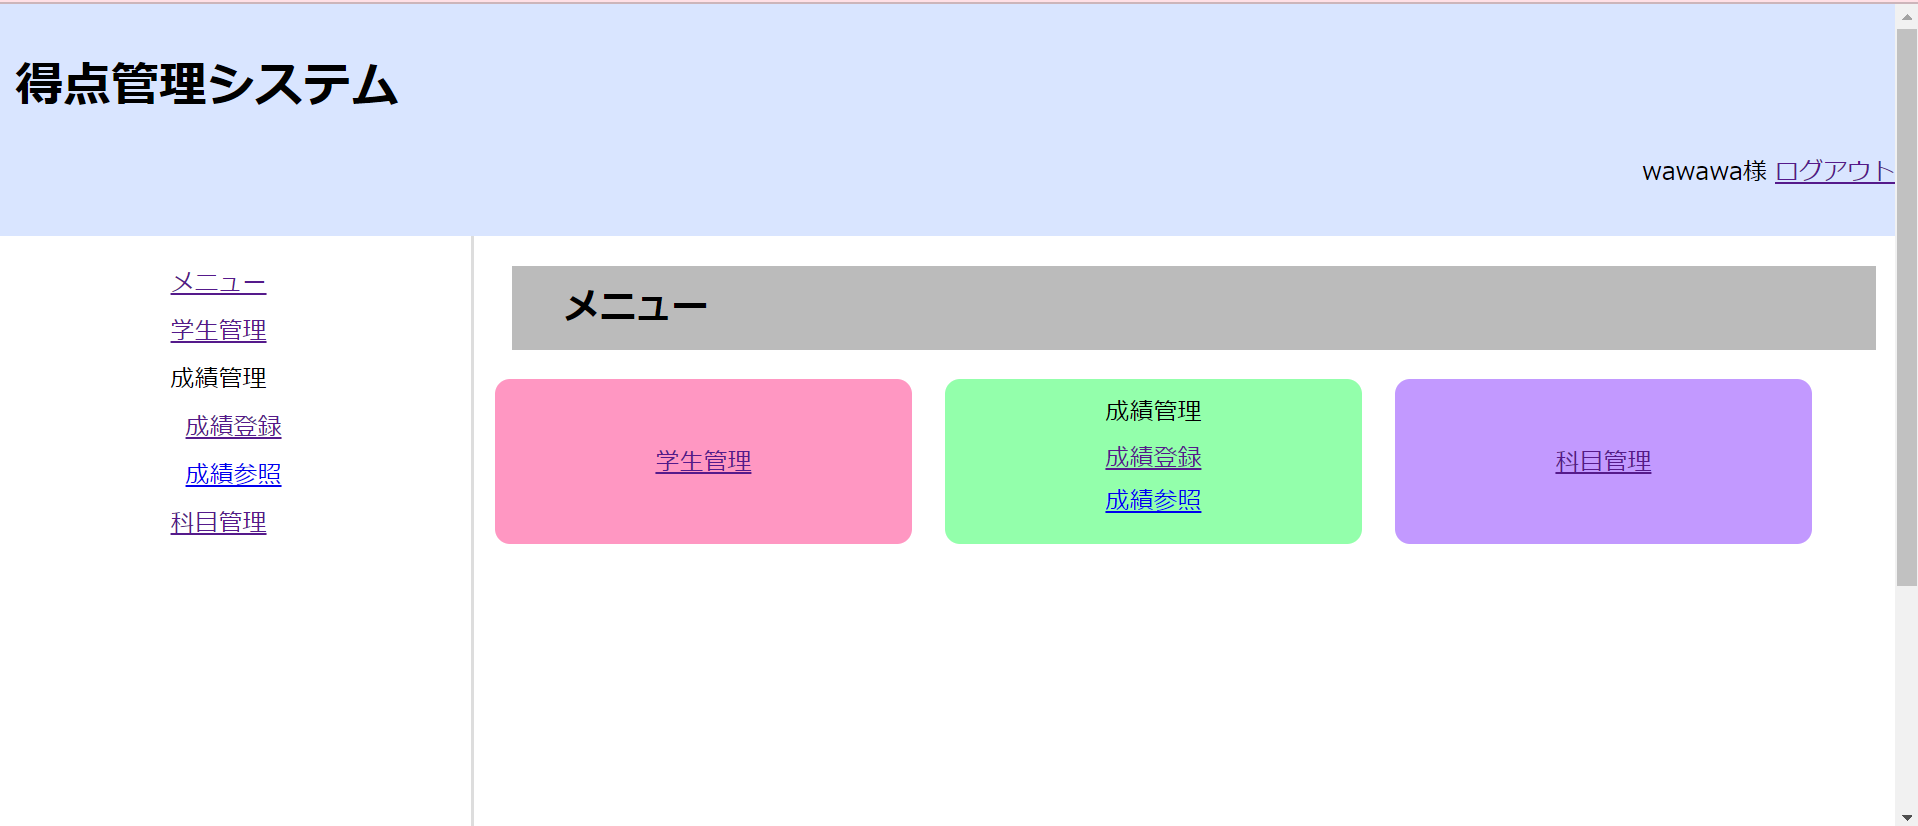 得点管理システム
wawawa様 ログアウト
メニュー
学生管理
成績管理
成績登録
成績参照
科目管理
メニュー
学生管理
成績管理
成績登録
成績参照
科目管理